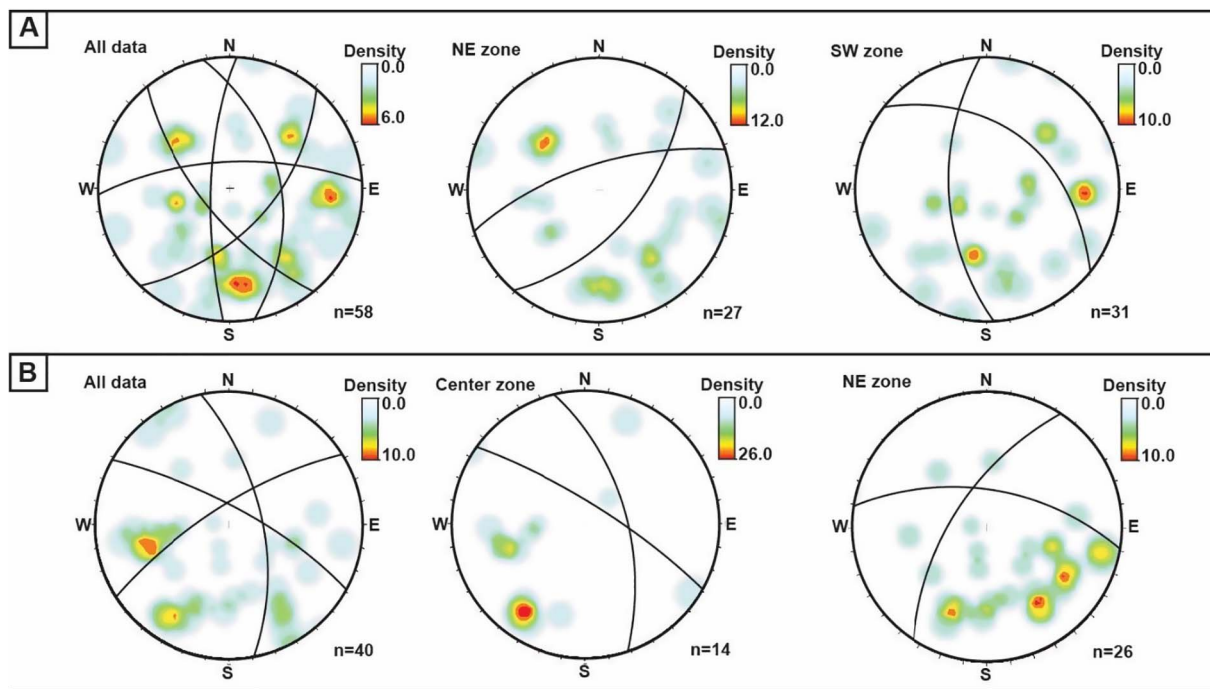 A
All data
N
Density
0.0
6.0
W
E
S
n=58
NE zone
Density
0.0
12.0
W
E
S
n=27
SW zone
N
Density
0.0
10.0
W
E
S
n=31
B
All data
N
Density
0.0
10.0
W
E
S
n=40
Center zone
N
Density
0.0
26.0
W
E
S
n=14
NE zone
N
Density
0.0
10.0
W
E
S
n=26